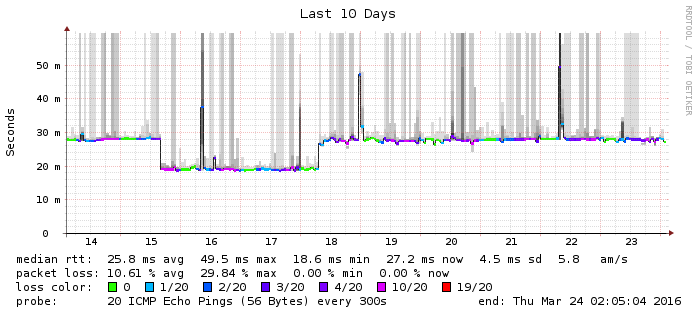 Last 10 Days
RRDTOOL / TOBI OETIKER
Seconds
50 m
40 m
30 m
20 m
10 m
0
14 15 16 17 18 19 20 21 22 23
median rtt: 25.8 ms avg 49.5 ms max 18.6 ms min 27.2 ms now 4.5 ms sd 5.8 am/s
packet loss: 10.61 % avg 29.84 % max 0.00 % min 0.00 % now
loss color: 0 1/20 2/20 3/20 4/20 10/20 19/20
probe: 20 ICMP Echo Pings (56 Bytes) every 300s end: Thu Mar 24 02:05:04 2016